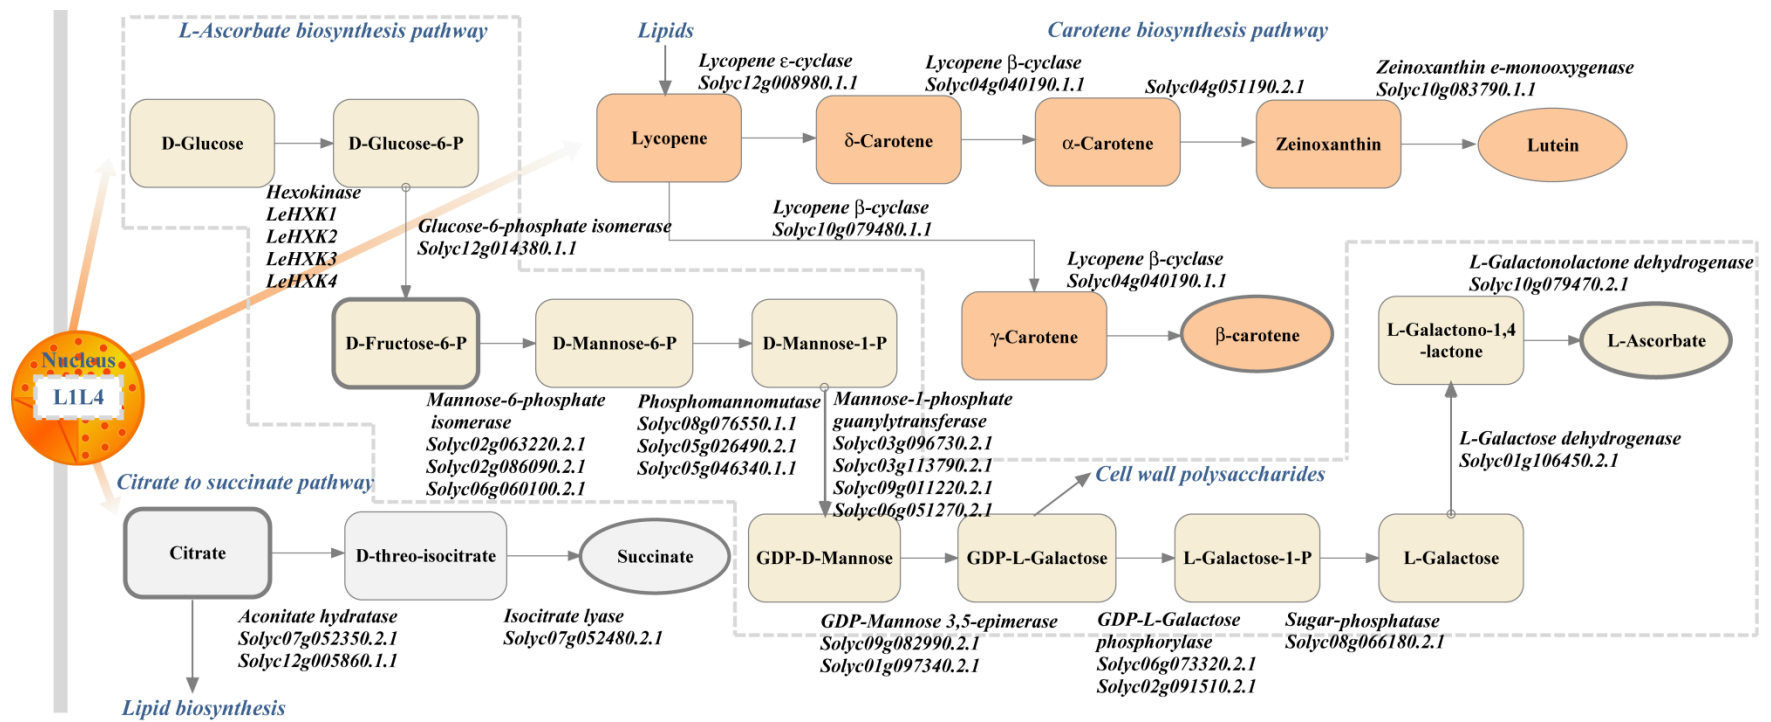 L-Ascorbate biosynthesis pathway
Lipids
Carotene biosynthesis pathway
Lycopene ε-cyclase
Solyc12g008980.1.1
Lycopene β-cyclase
Solyc04g040190.1.1
Solyc04g051190.2.1
Zeinoxanthin e-monooxygenase
Solyc10g083790.1.1
D-Glucose
D-Glucose-6-P
Lycopene
δ-Carotene
α-Carotene
Zeinoxanthin
Lutein
Hexokinase
LeHXK1
LeHXK2
LeHXK3
LeHXK4
Glucose-6-phosphate isomerase
Solyc12g014380.1.1
Lycopene β-cyclase
Solyc10g079480.1.1
Lycopene β-cyclase
Solyc04g040190.1.1
L-Galactonolactone dehydrogenase
Solyc10g079470.2.1
D-Fructose-6-P
D-Mannose-6-P
D-Mannose-1-P
γ-Carotene
β-carotene
L-Galactono-1,4
-lactone
L-Ascorbate
Nucleus
L1L4
Mannose-6-phosphate
isomerase
Solyc02g063220.2.1
Solyc02g086090.2.1
Solyc06g060100.2.1
Phosphomannomutase
Solyc08g076550.1.1
Solyc05g026490.2.1
Solyc05g046340.1.1
Mannose-1-phosphate
guanylytransferase
Solyc03g096730.2.1
Solyc03g113790.2.1
Solyc09g011220.2.1
Solyc06g051270.2.1
L-Galactose dehydrogenase
Solyc01g106450.2.1
Citrate to succinate pathway
Cell wall polysaccharides
Citrate
D-threo-isocitrate
Succinate
GDP-D-Mannose
GDP-L-Galactose
L-Galactose-1-P
L-Galactose
Aconitate hydratase
Solyc07g052350.2.1
Solyc12g005860.1.1
Isocitrate lyase
Solyc07g052480.2.1
GDP-Mannose 3,5-epimerase
Solyc09g082990.2.1
Solyc01g097340.2.1
GDP-L-Galactose
phosphorylase
Solyc06g073320.2.1
Solyc02g091510.2.1
Sugar-phosphatase
Solyc08g066180.2.1
Lipid biosynthesis